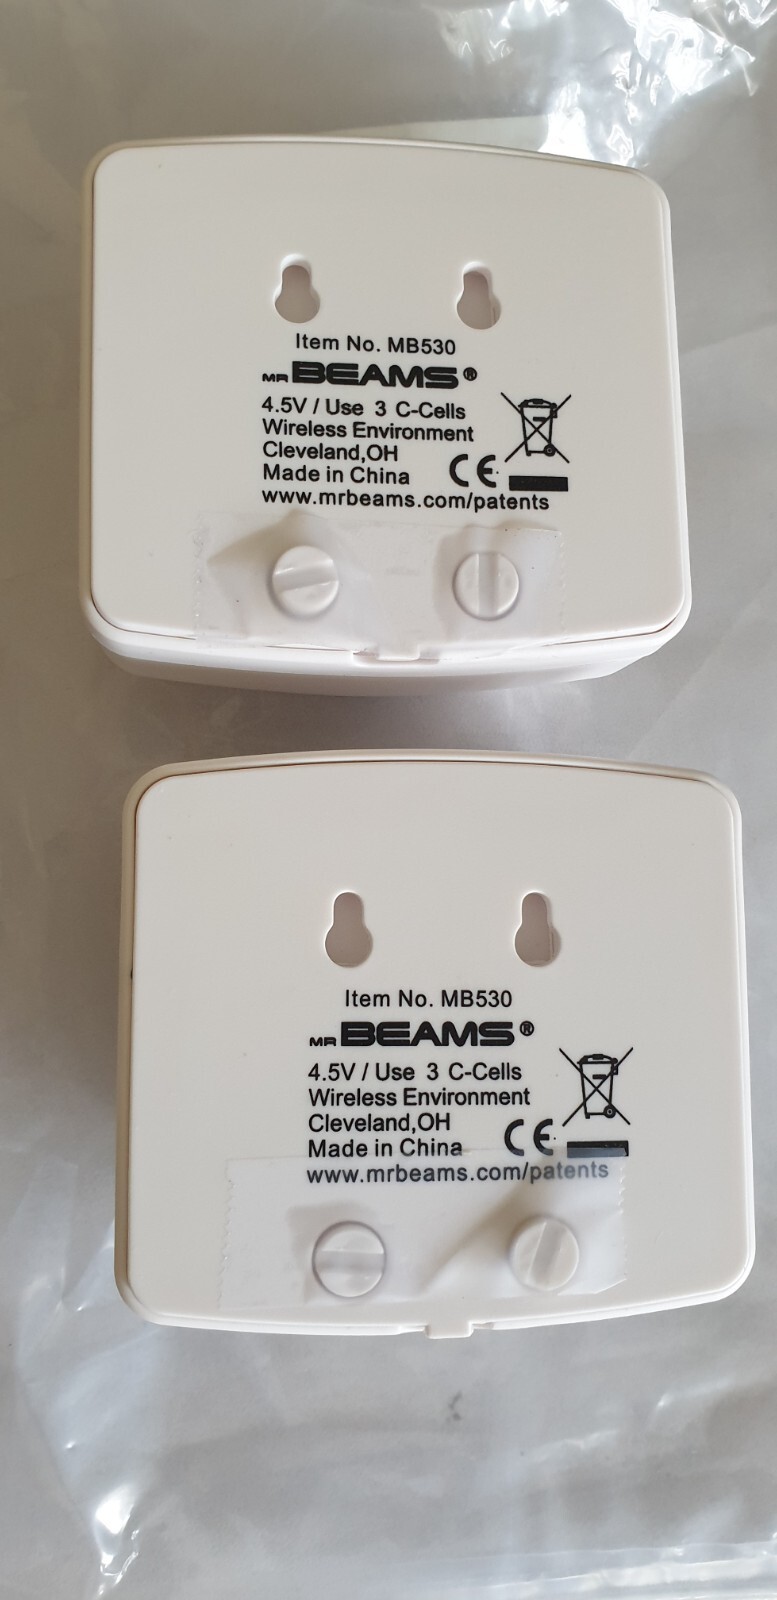 Item No. MB530
MR BEAMS®
4.5V / Use 3 C-Cells
Wireless Environment
Cleveland,OH
Made in China CE
www.mrbeams.com/patents
Item No. MB530
MR BEAMS®
4.5V / Use 3 C-Cells
Wireless Environment
Cleveland,OH
Made in China CE
www.mrbeams.com/patents